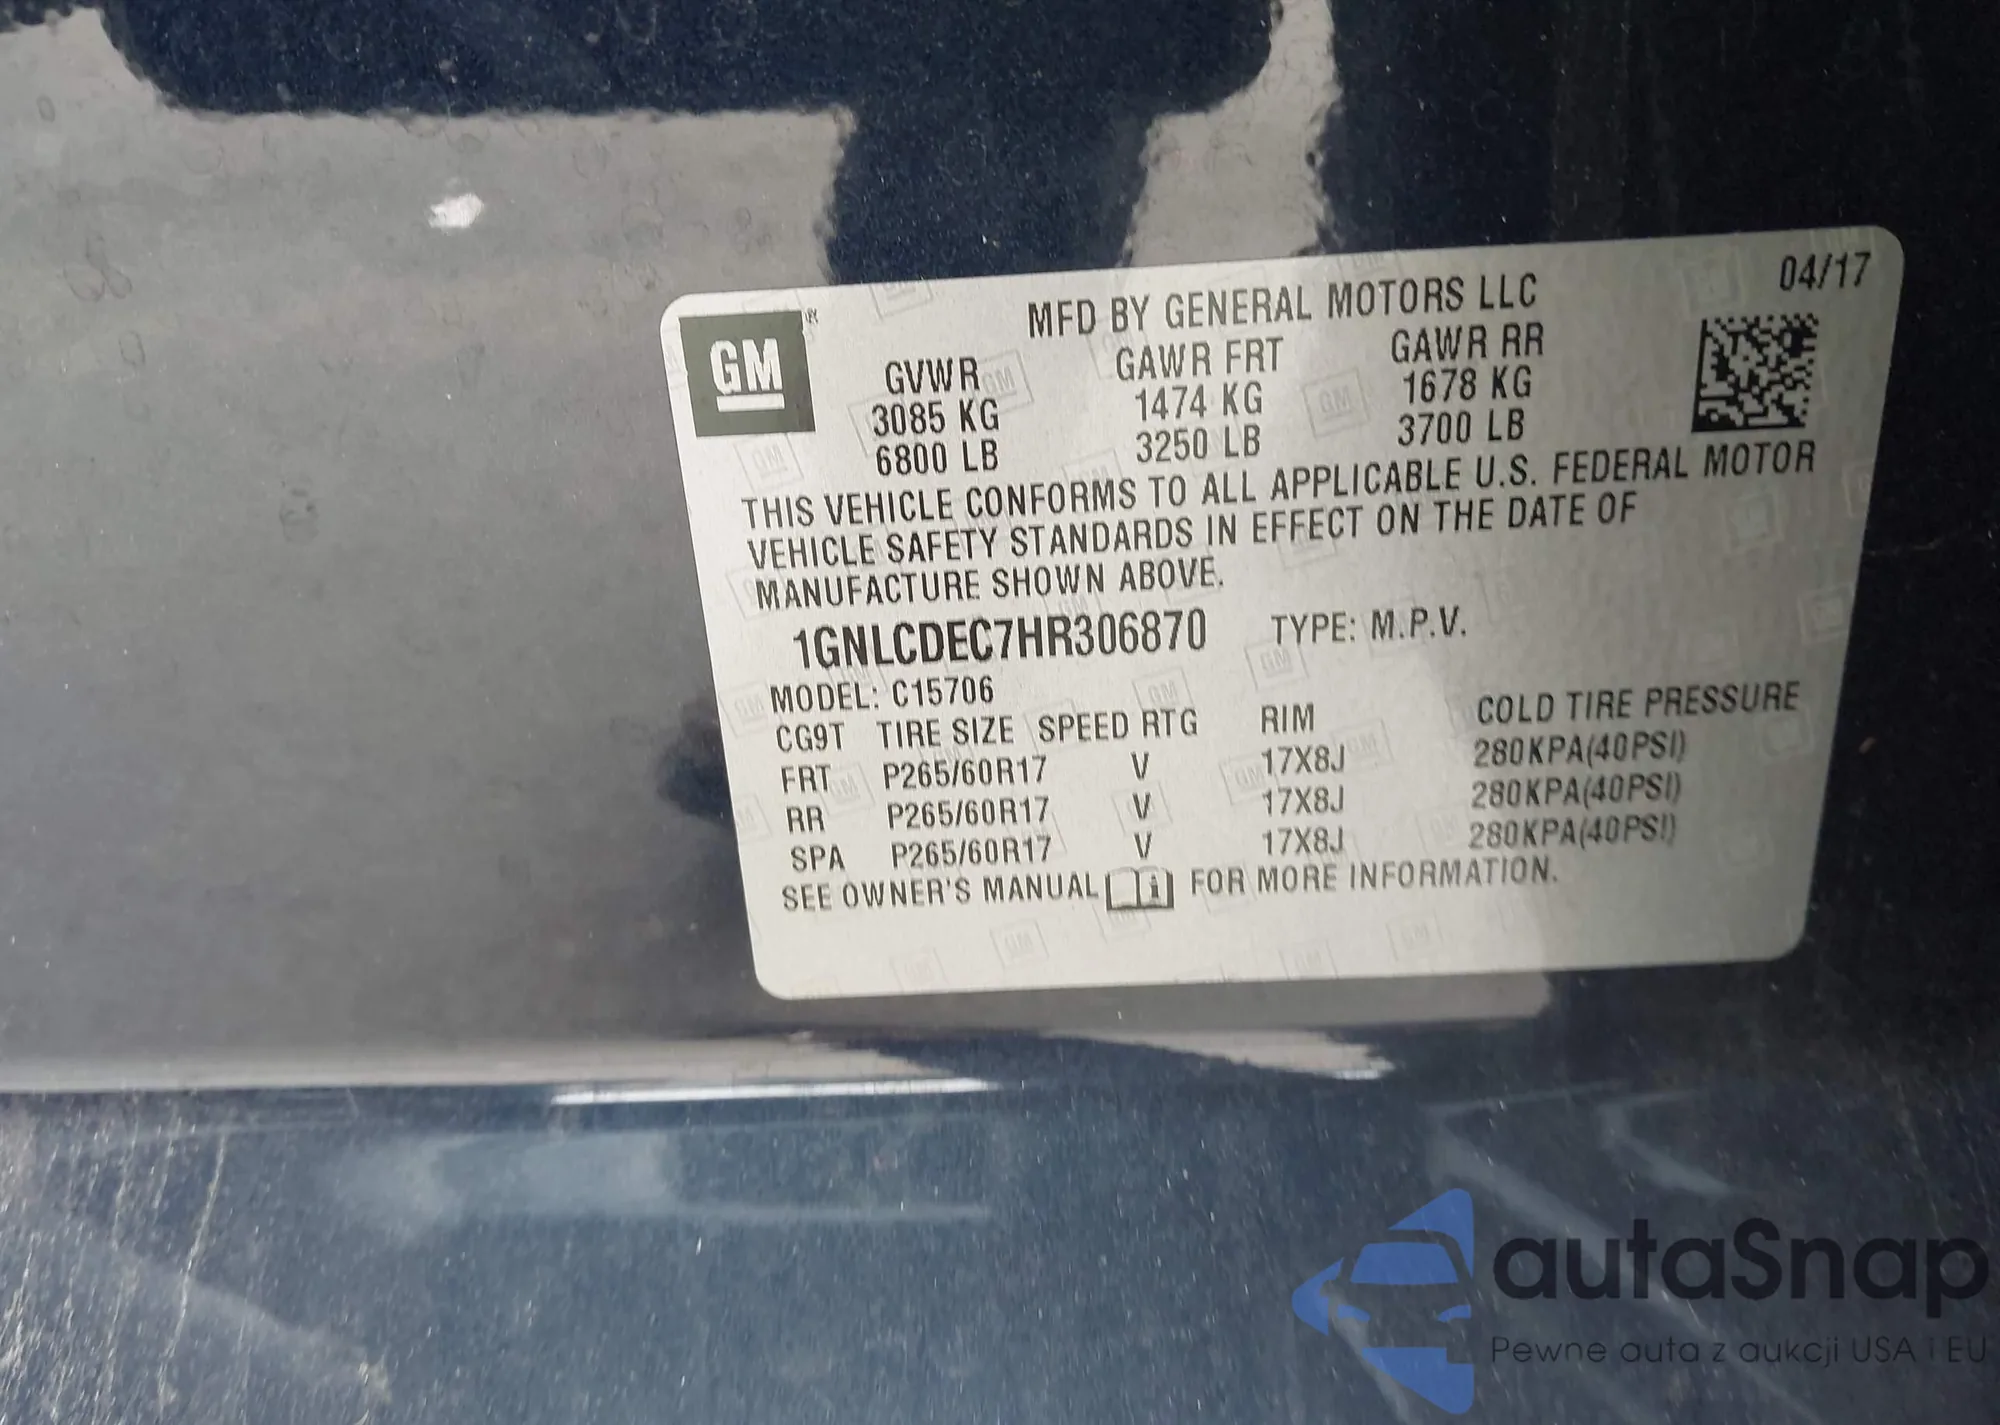 04/17
GM®
MFD BY GENERAL MOTORS LLC
GVWR GAWR FRT GAWR RR
3085 KG 1474 KG 1678 KG
6800 LB 3250 LB 3700 LB
THIS VEHICLE CONFORMS TO ALL APPLICABLE U.S. FEDERAL MOTOR
VEHICLE SAFETY STANDARDS IN EFFECT ON THE DATE OF
MANUFACTURE SHOWN ABOVE.
1GNLCDEC7HR306870 TYPE: M.P.V.
MODEL: C15706
CG9T TIRE SIZE SPEED RTG RIM COLD TIRE PRESSURE
FRT P265/60R17 V 17X8J 280KPA(40PSI)
RR P265/60R17 V 17X8J 280KPA(40PSI)
SPA P265/60R17 V 17X8J 280KPA(40PSI)
SEE OWNER'S MANUAL FOR MORE INFORMATION.
autaSnap
Pewne auta z aukcji USA i EU